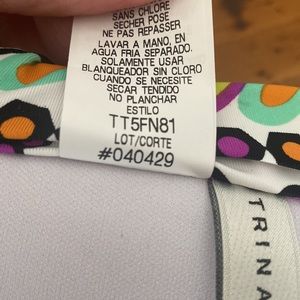 SANS CHLORE
SECHER POSE
NE PAS REPASSER
LAVAR A MANO, EN
AGUA FRIA SEPARADO.
SOLAMENTE USAR
BLANQUEADOR SIN CLORO
CUANDO SE NECESITE
SECAR TENDIDO
NO PLANCHAR
ESTILO
TT5FN81
LOT/CORTE
#040429
TRINA